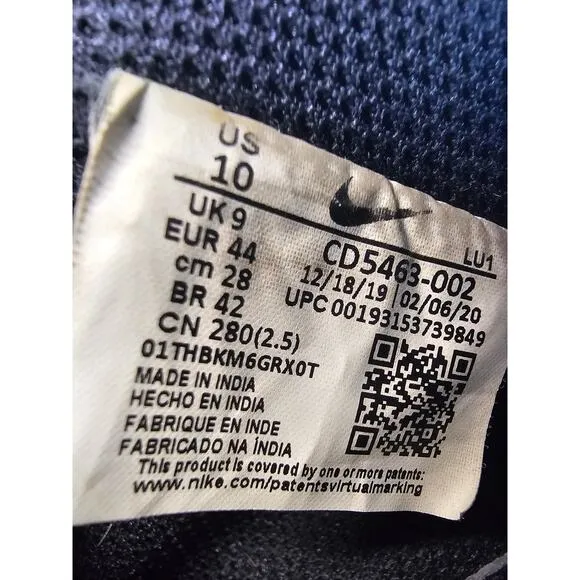 US
10
UK 9
EUR 44
cm 28
BR 42
CN 280(2.5)
01THBKM6GRX0T
MADE IN INDIA
HECHO EN INDIA
FABRIQUE EN INDE
FABRICADO NA ÍNDIA
LU1
CD5463-002
12/18/19 | 02/06/20
UPC 00193153739849
This product is covered by one or more patents:
www.nike.com/patentsvirtualmarking